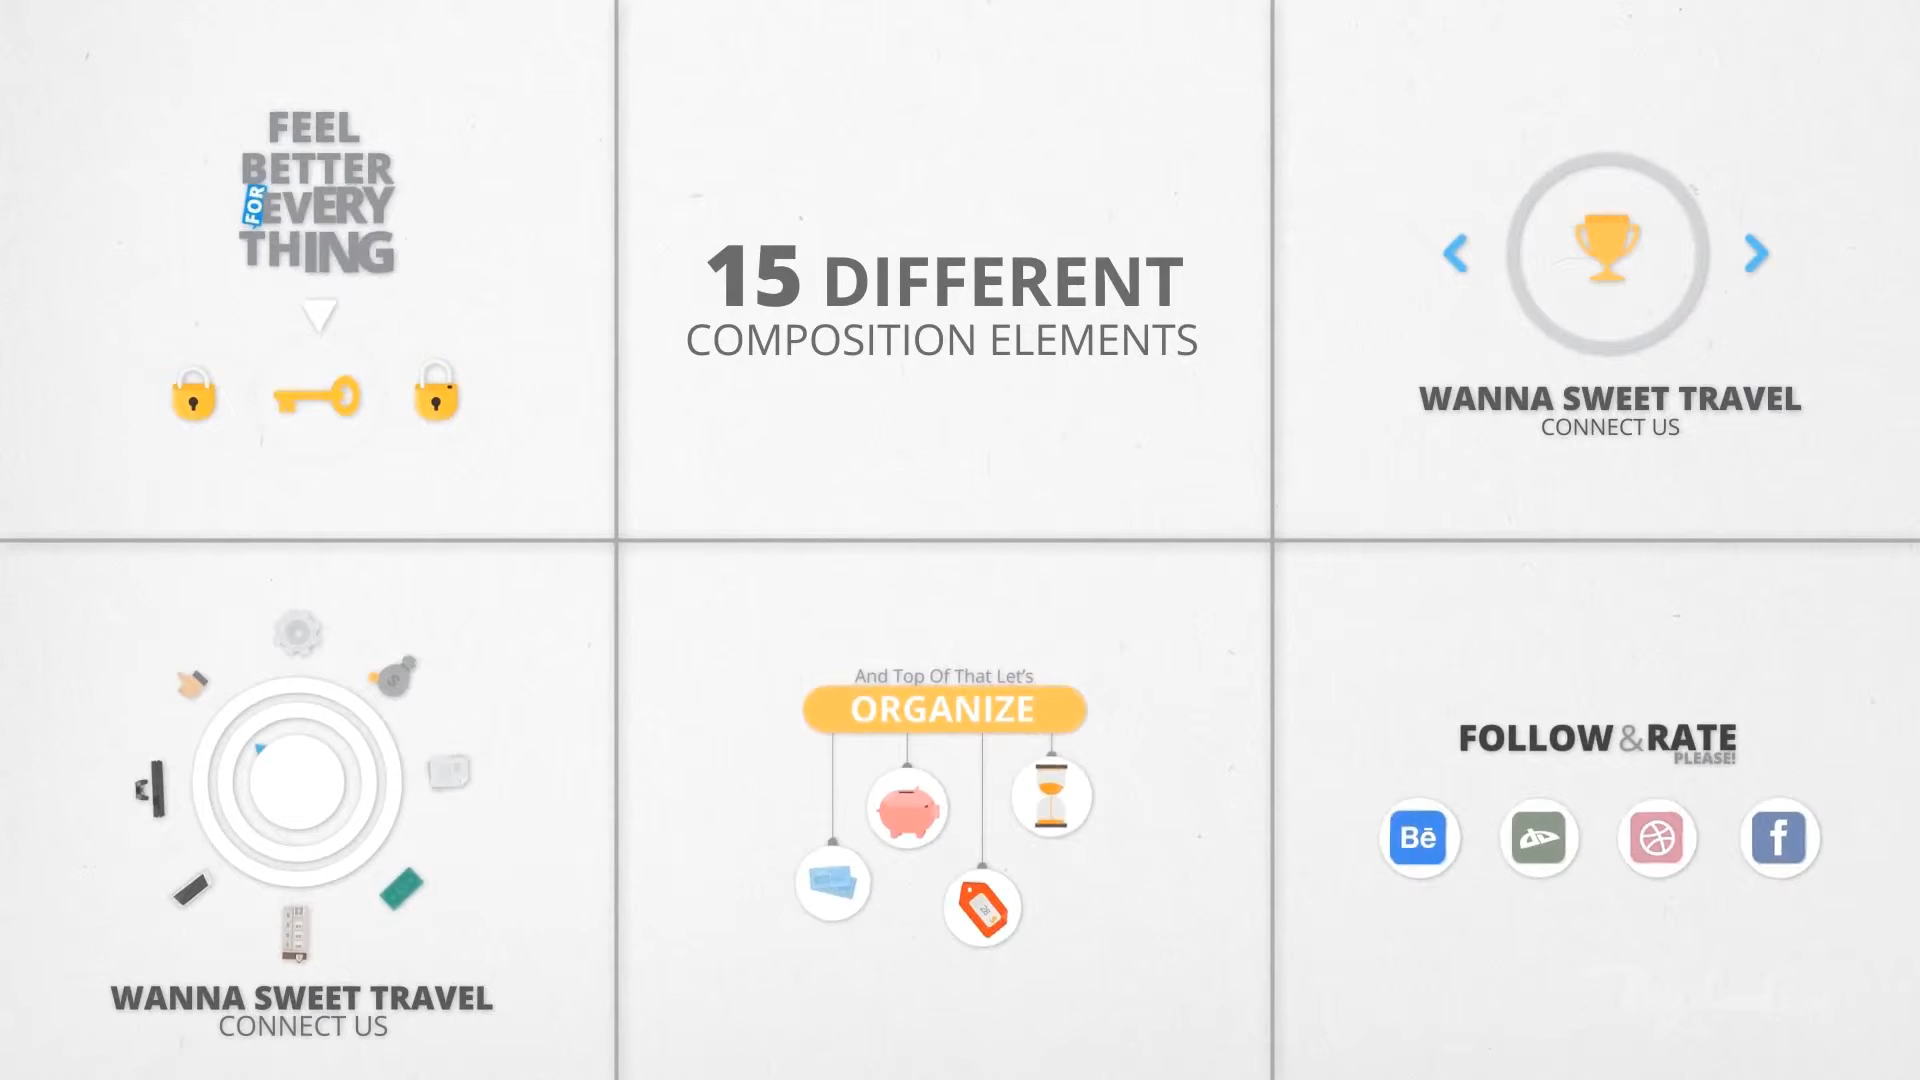 FEEL
BETTER
FOR EVERY
THING
15 DIFFERENT
COMPOSITION ELEMENTS
WANNA SWEET TRAVEL
CONNECT US
WANNA SWEET TRAVEL
CONNECT US
And Top Of That Let's
ORGANIZE
FOLLOW & RATE
PLEASE!
Bē
f